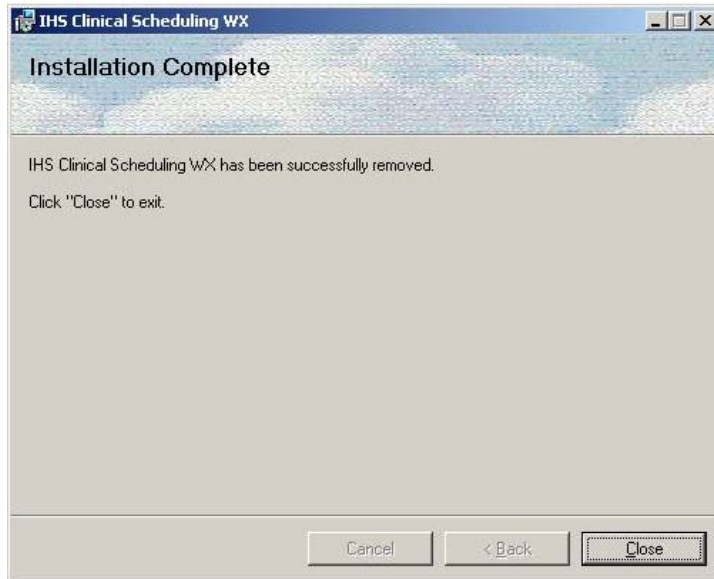 IHS Clinical Scheduling WX
Installation Complete
IHS Clinical Scheduling WX has been successfully removed.
Click "Close" to exit.
Cancel
< Back
Close